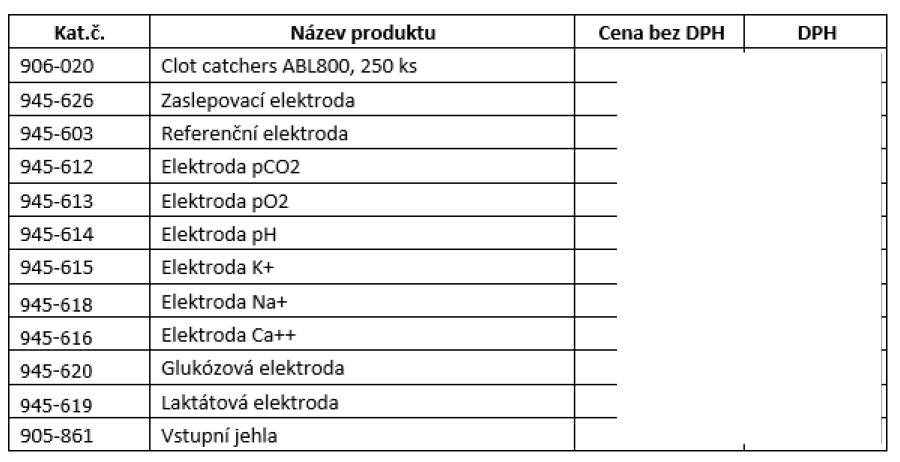 Kat.č. Název produktu Cena bez DPH DPH
906-020 Clot catchers ABL800, 250 ks
945-626 Zaslepovací elektroda
945-603 Referenční elektroda
945-612 Elektroda pCO2
945-613 Elektroda pO2
945-614 Elektroda pH
945-615 Elektroda K+
945-618 Elektroda Na+
945-616 Elektroda Ca++
945-620 Glukózová elektroda
945-619 Laktátová elektroda
905-861 Vstupní jehla